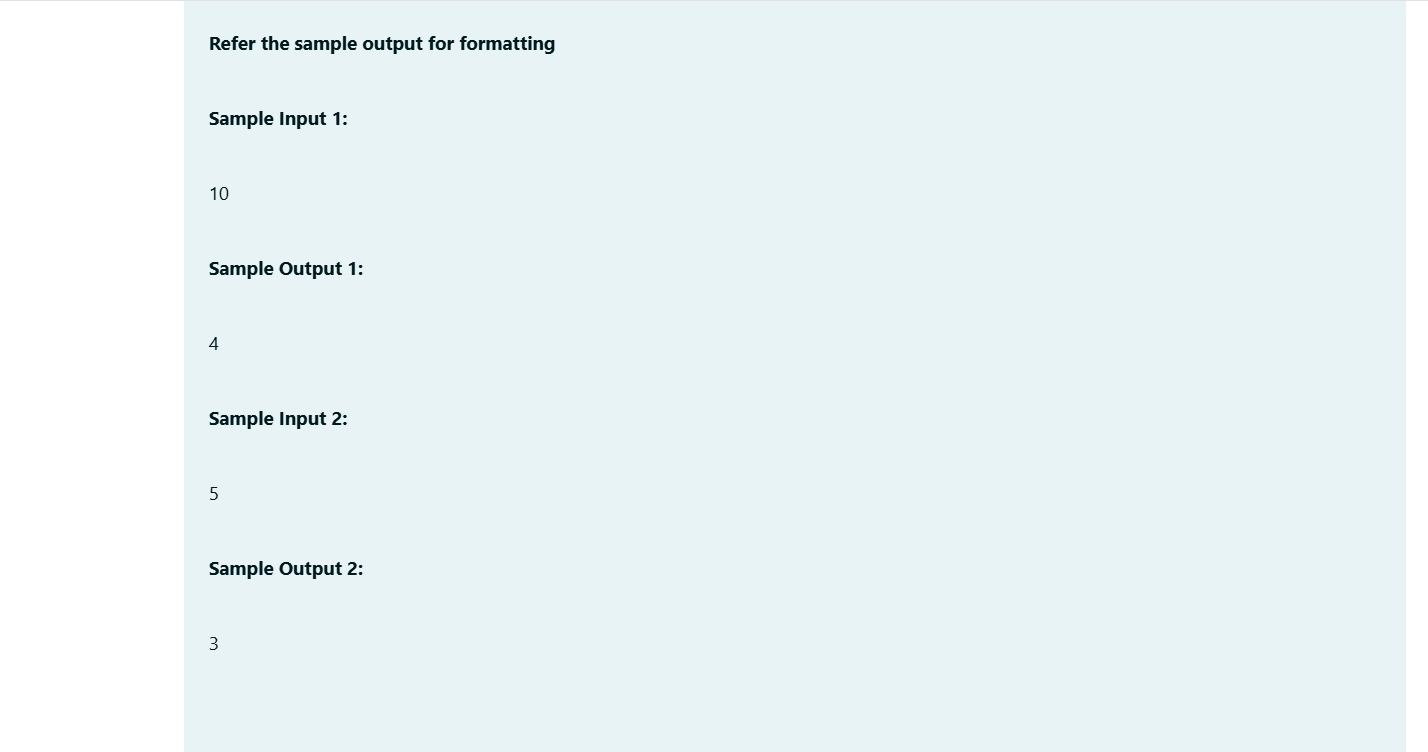 Refer the sample output for formatting
Sample Input 1:
10
Sample Output 1:
4
Sample Input 2:
5
Sample Output 2:
3